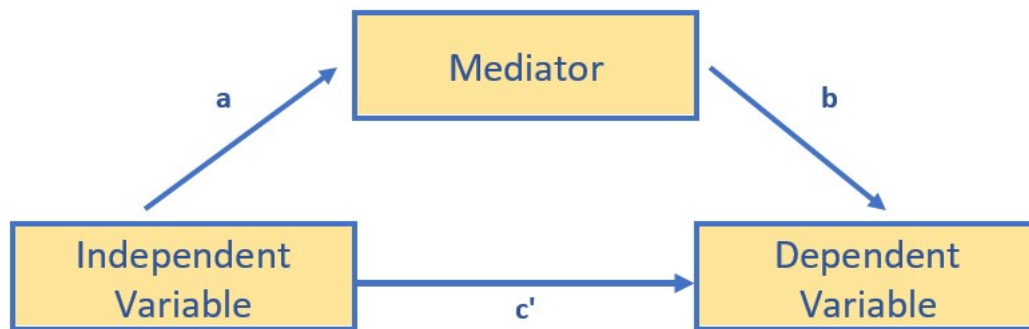 Mediator
a
b
Independent
Variable
c'
Dependent
Variable